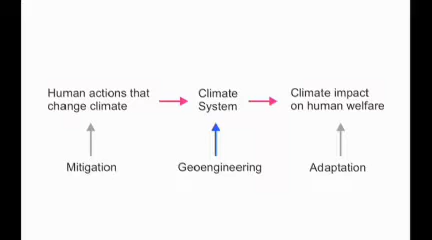 Human actions that
change climate
Climate
System
Climate impact
on human welfare
Mitigation
Geoengineering
Adaptation